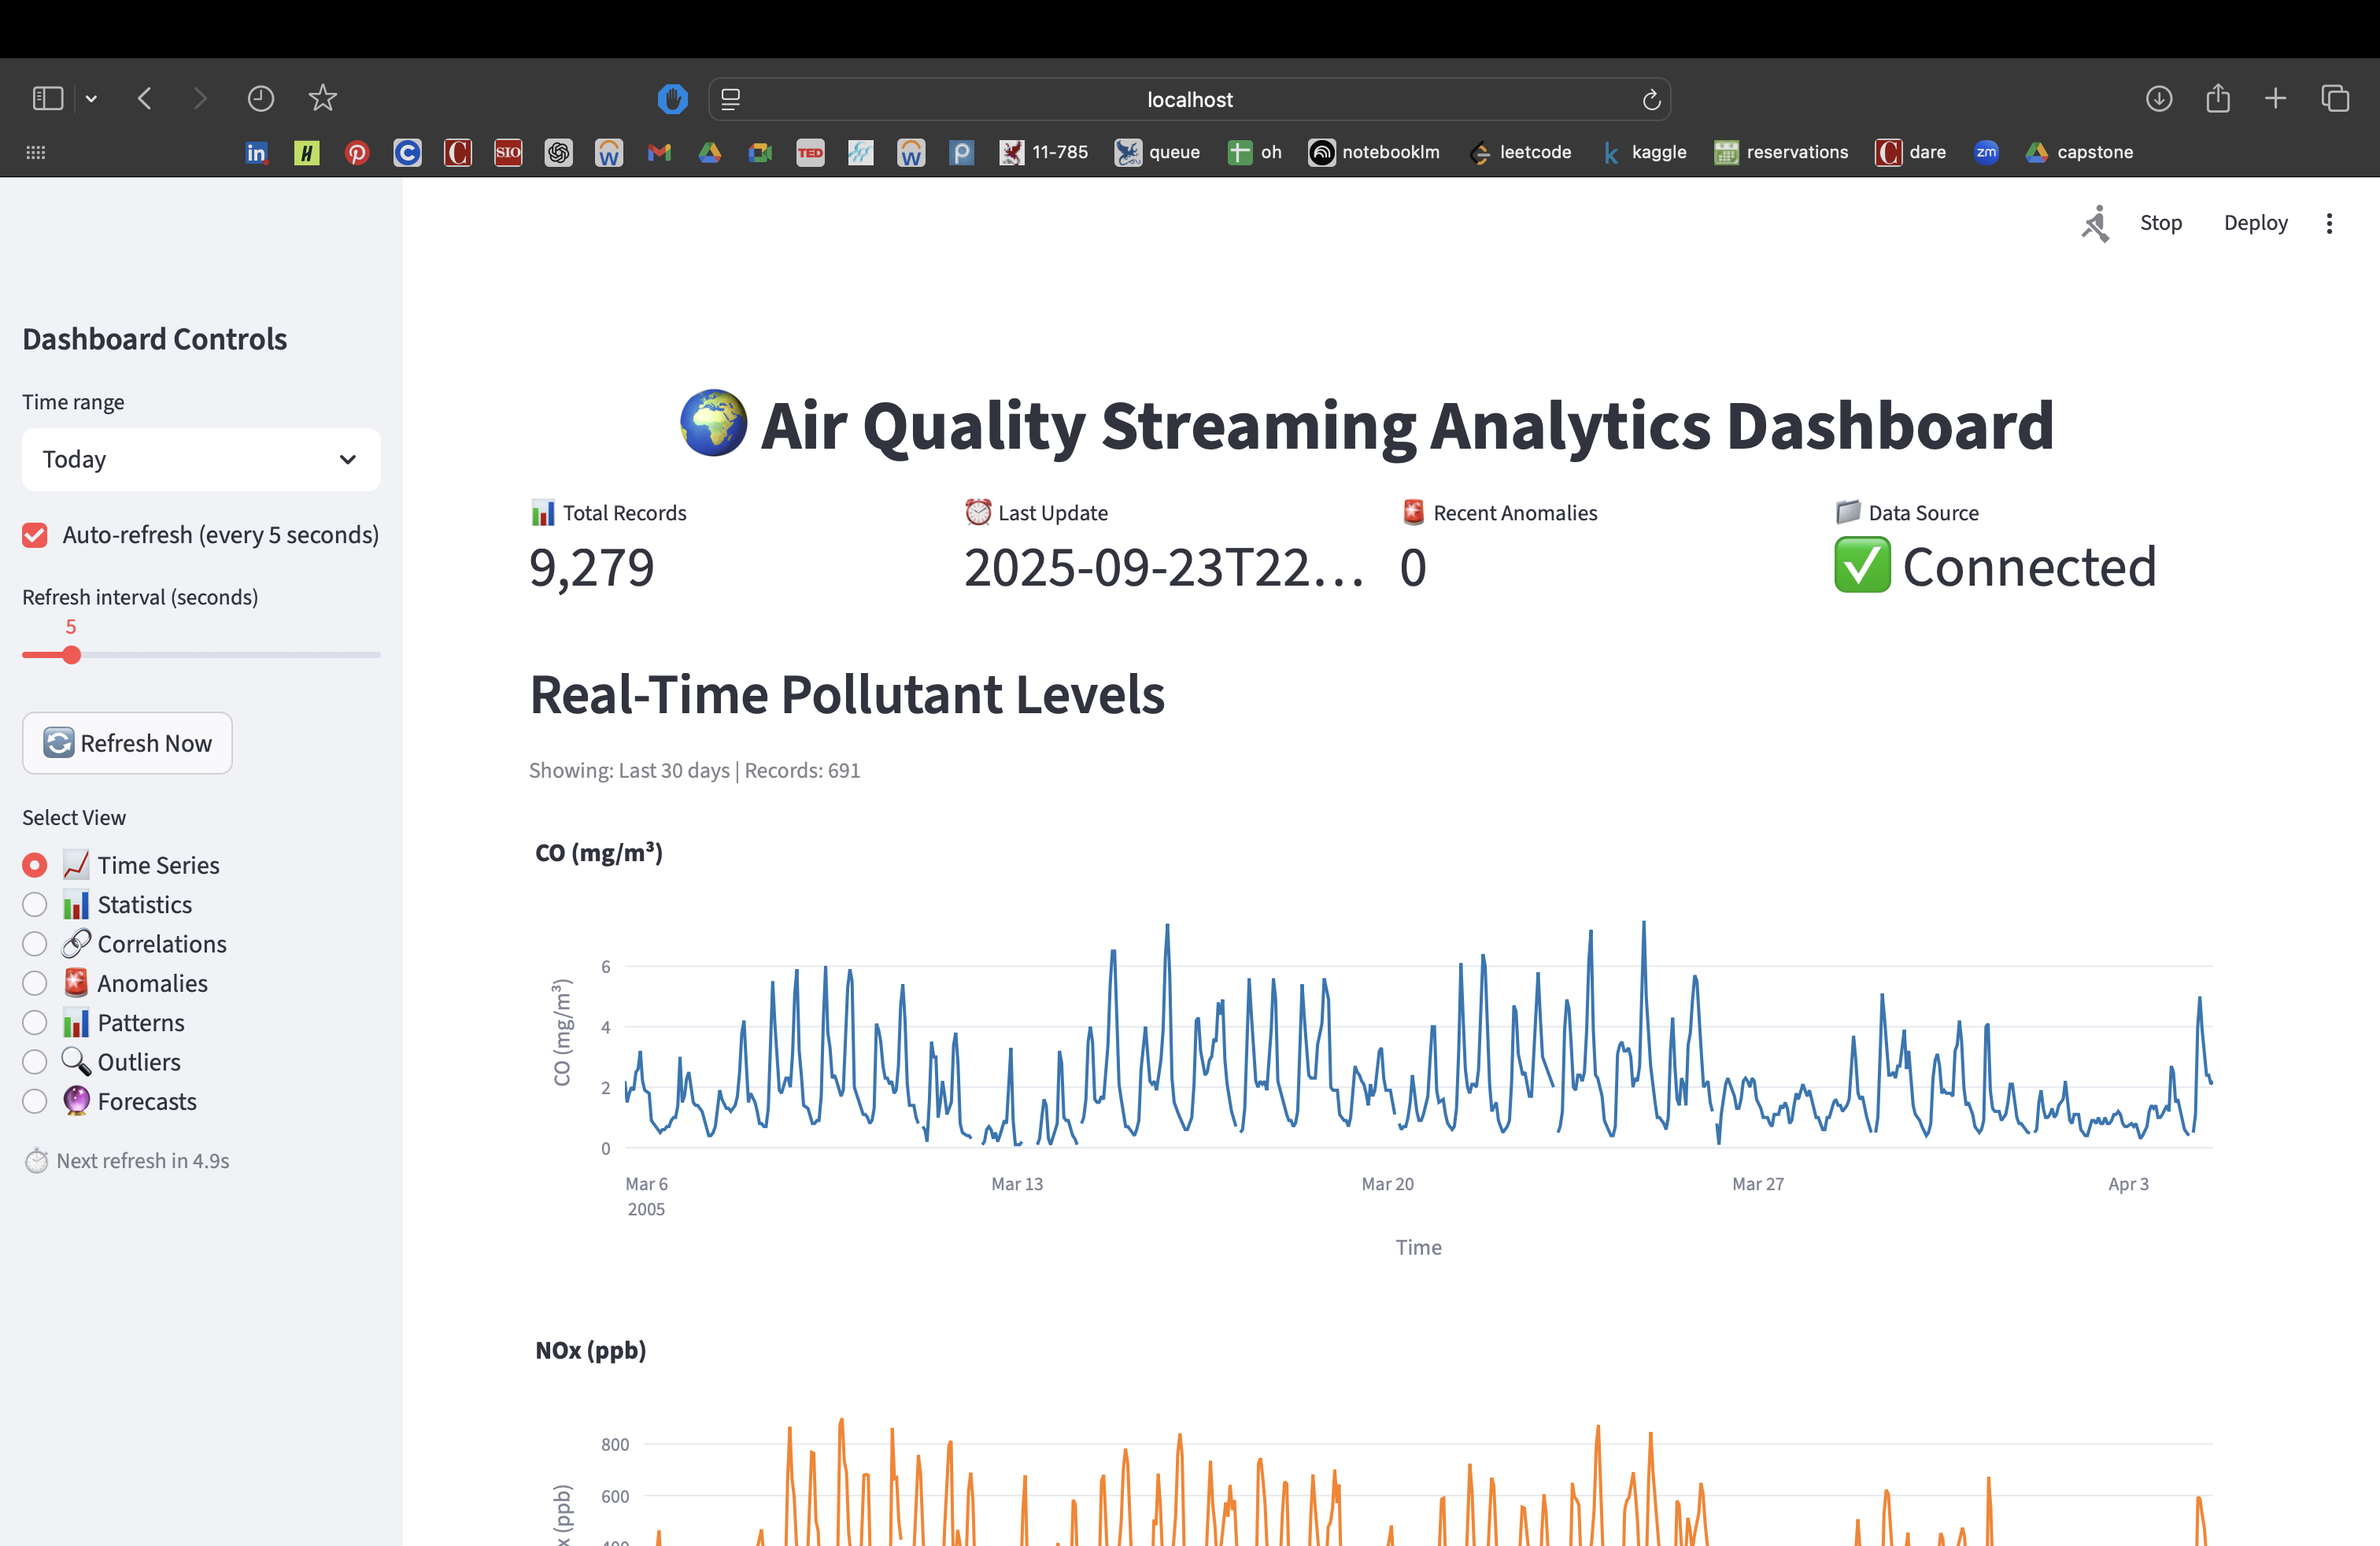 localhost
in H P C C SIO W TED W P 11-785 queue oh notebooklm leetcode k kaggle reservations C dare zm capstone
Stop Deploy
Dashboard Controls
Time range
Today
Auto-refresh (every 5 seconds)
Refresh interval (seconds)
5
Refresh Now
Select View
Time Series
Statistics
Correlations
Anomalies
Patterns
Outliers
Forecasts
Next refresh in 4.9s
Air Quality Streaming Analytics Dashboard
Total Records
9,279
Last Update
2025-09-23T22…
Recent Anomalies
0
Data Source
Connected
Real-Time Pollutant Levels
Showing: Last 30 days | Records: 691
CO (mg/m³)
CO (mg/m³)
6
4
2
0
Mar 6 Mar 13 Mar 20 Mar 27 Apr 3
2005
Time
NOx (ppb)
x (ppb)
800
600